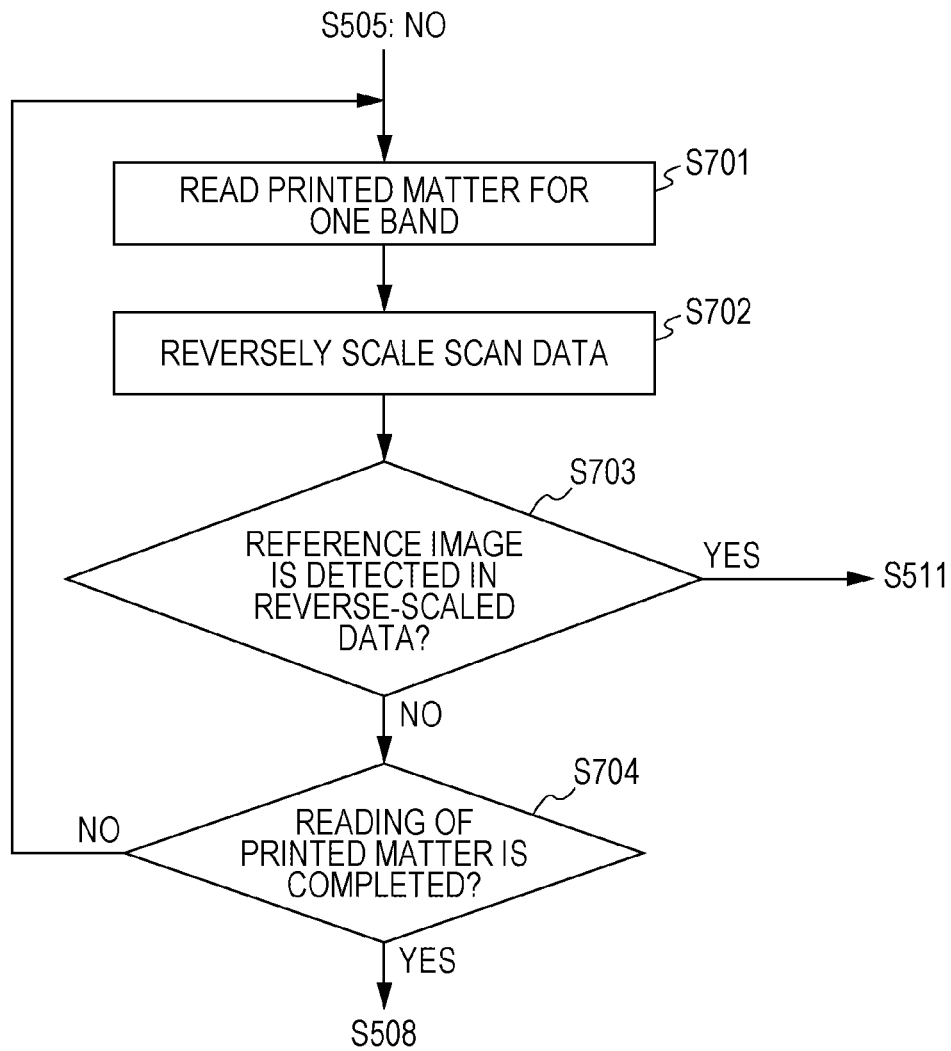 S505: NO
S701
READ PRINTED MATTER FOR
ONE BAND
S702
REVERSELY SCALE SCAN DATA
S703
REFERENCE IMAGE
IS DETECTED IN
REVERSE-SCALED
DATA?
YES
S511
NO
S704
READING OF
PRINTED MATTER IS
COMPLETED?
NO
YES
S508